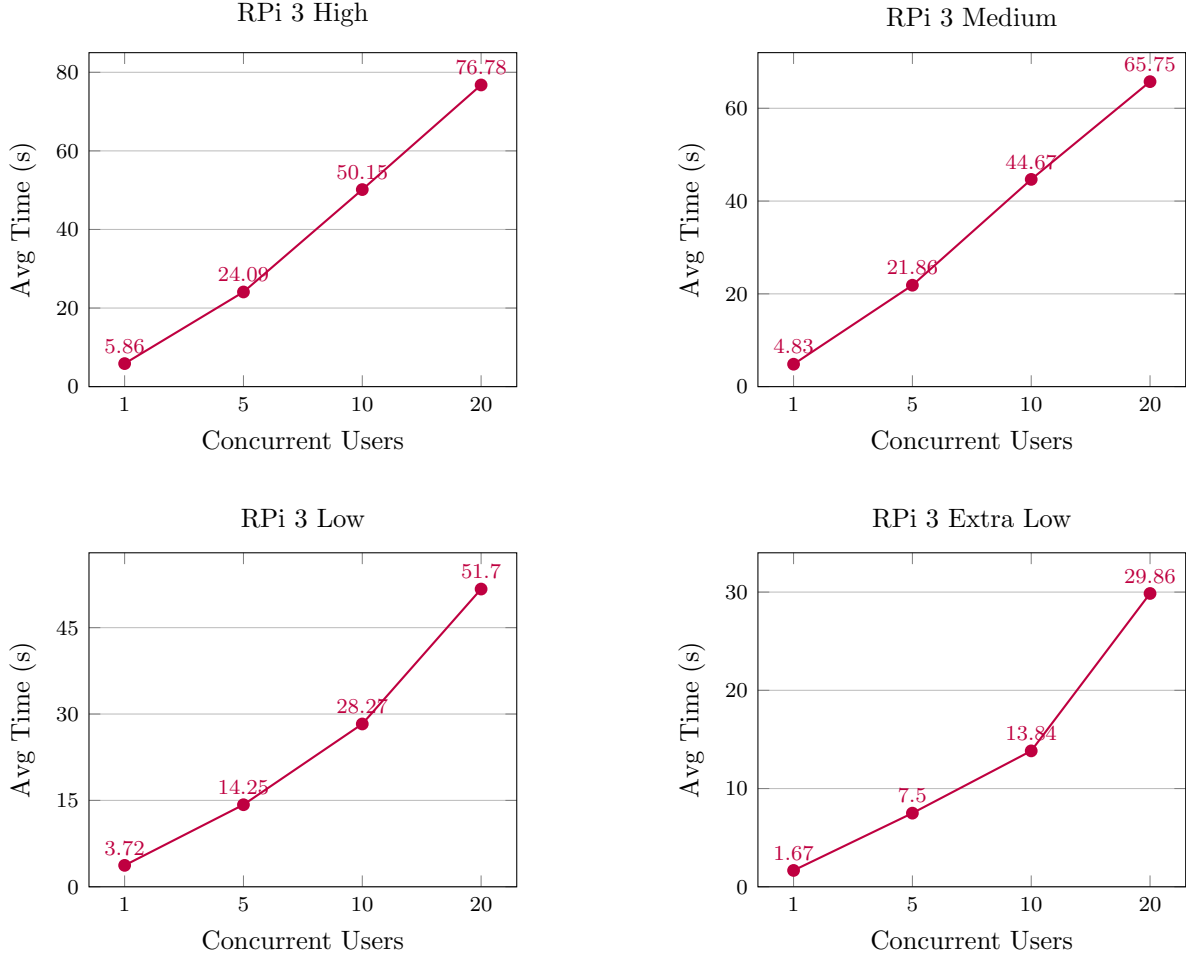 RPi 3 High
80
60
40
20
0
Avg Time (s)
5.86
24.09
50.15
76.78
1 5 10 20
Concurrent Users
RPi 3 Medium
60
40
20
0
Avg Time (s)
4.83
21.86
44.67
65.75
1 5 10 20
Concurrent Users
RPi 3 Low
45
30
15
0
Avg Time (s)
3.72
14.25
28.27
51.7
1 5 10 20
Concurrent Users
RPi 3 Extra Low
30
20
10
0
Avg Time (s)
1.67
7.5
13.84
29.86
1 5 10 20
Concurrent Users